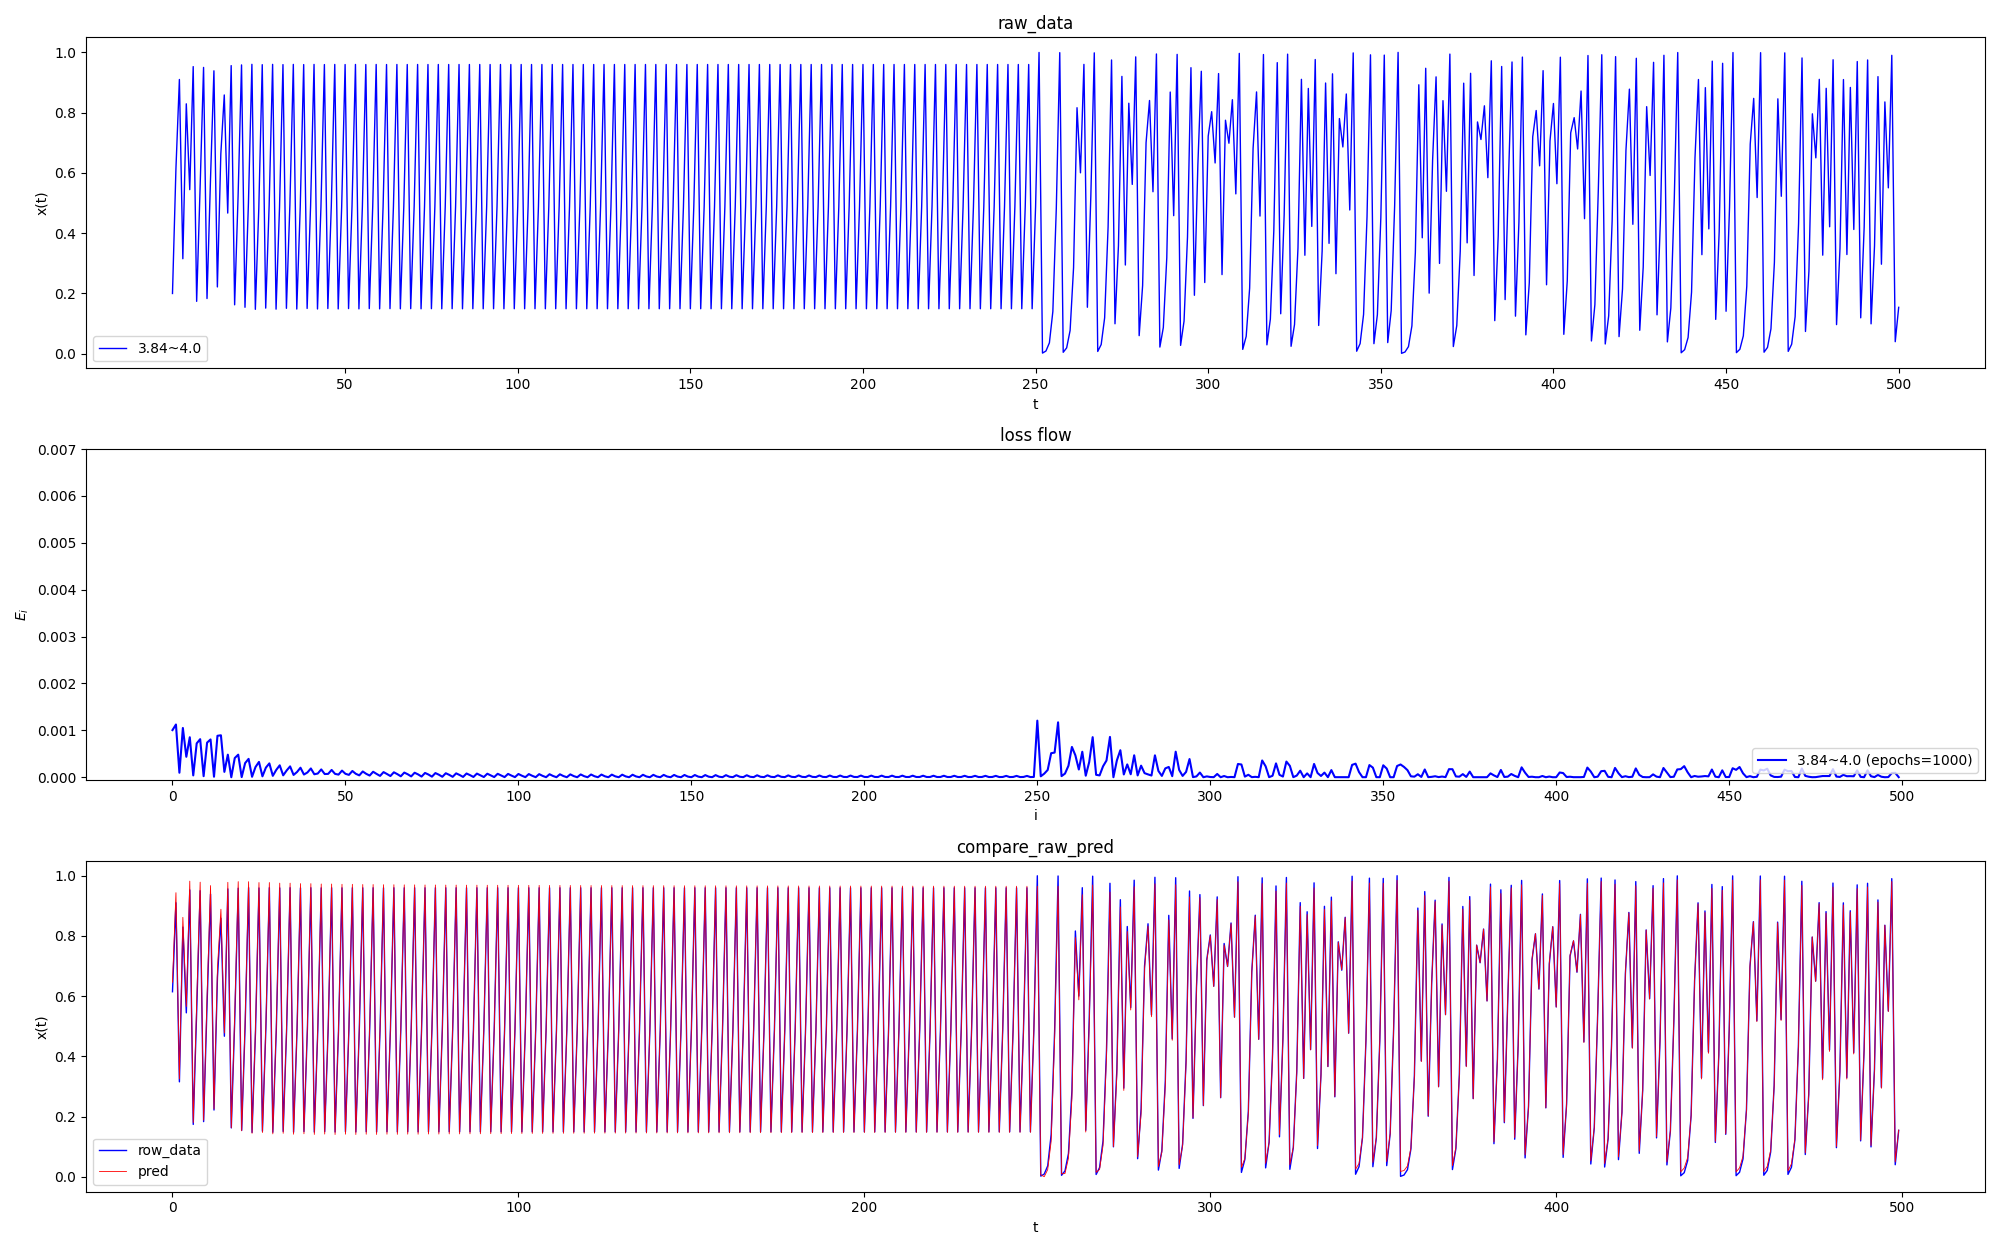 raw_data
1.0
0.8
0.6
0.4
0.2
0.0
x(t)
3.84~4.0
50 100 150 200 250 300 350 400 450 500
t
loss flow
0.007
0.006
0.005
0.004
0.003
0.002
0.001
0.000
E_i
3.84~4.0 (epochs=1000)
0 50 100 150 200 250 300 350 400 450 500
i
compare_raw_pred
1.0
0.8
0.6
0.4
0.2
0.0
x(t)
row_data
pred
0 100 200 300 400 500
t